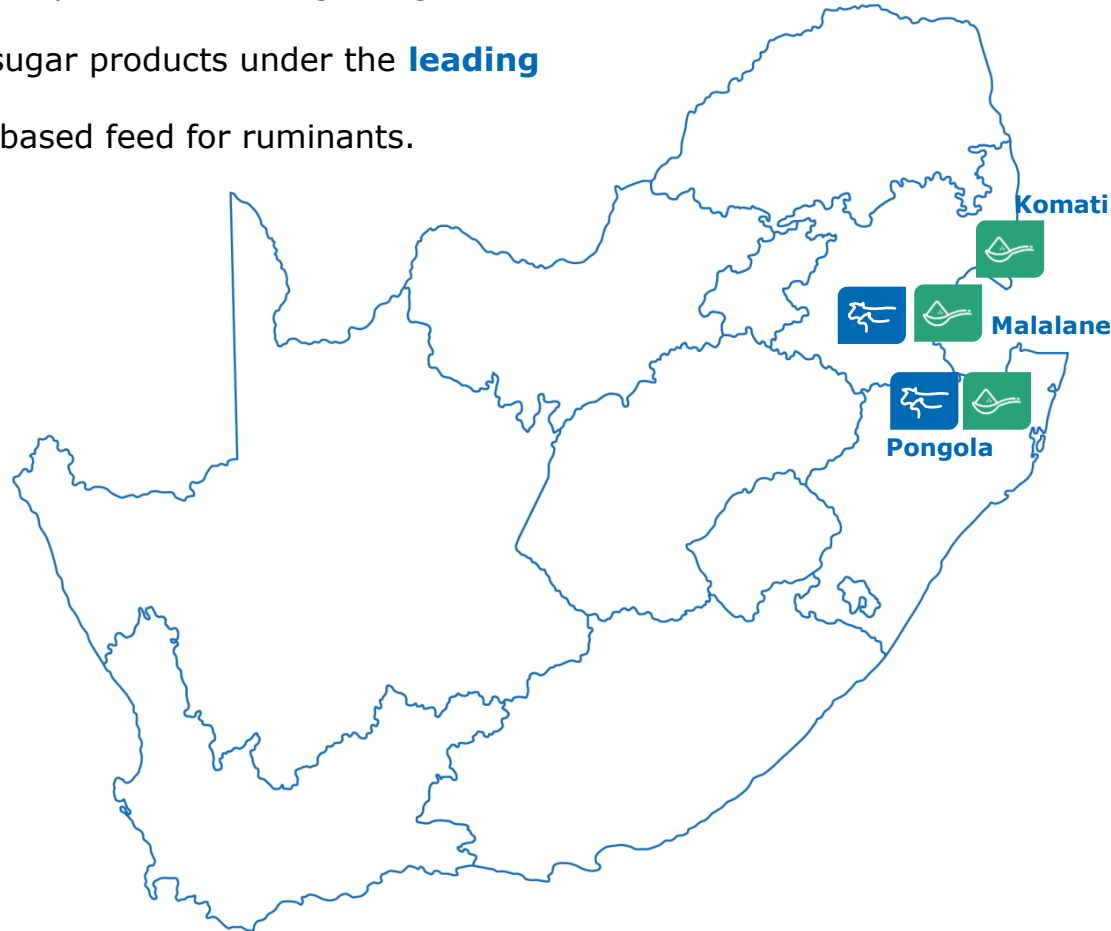 sugar products under the leading
based feed for ruminants.
Komati
Malalane
Pongola